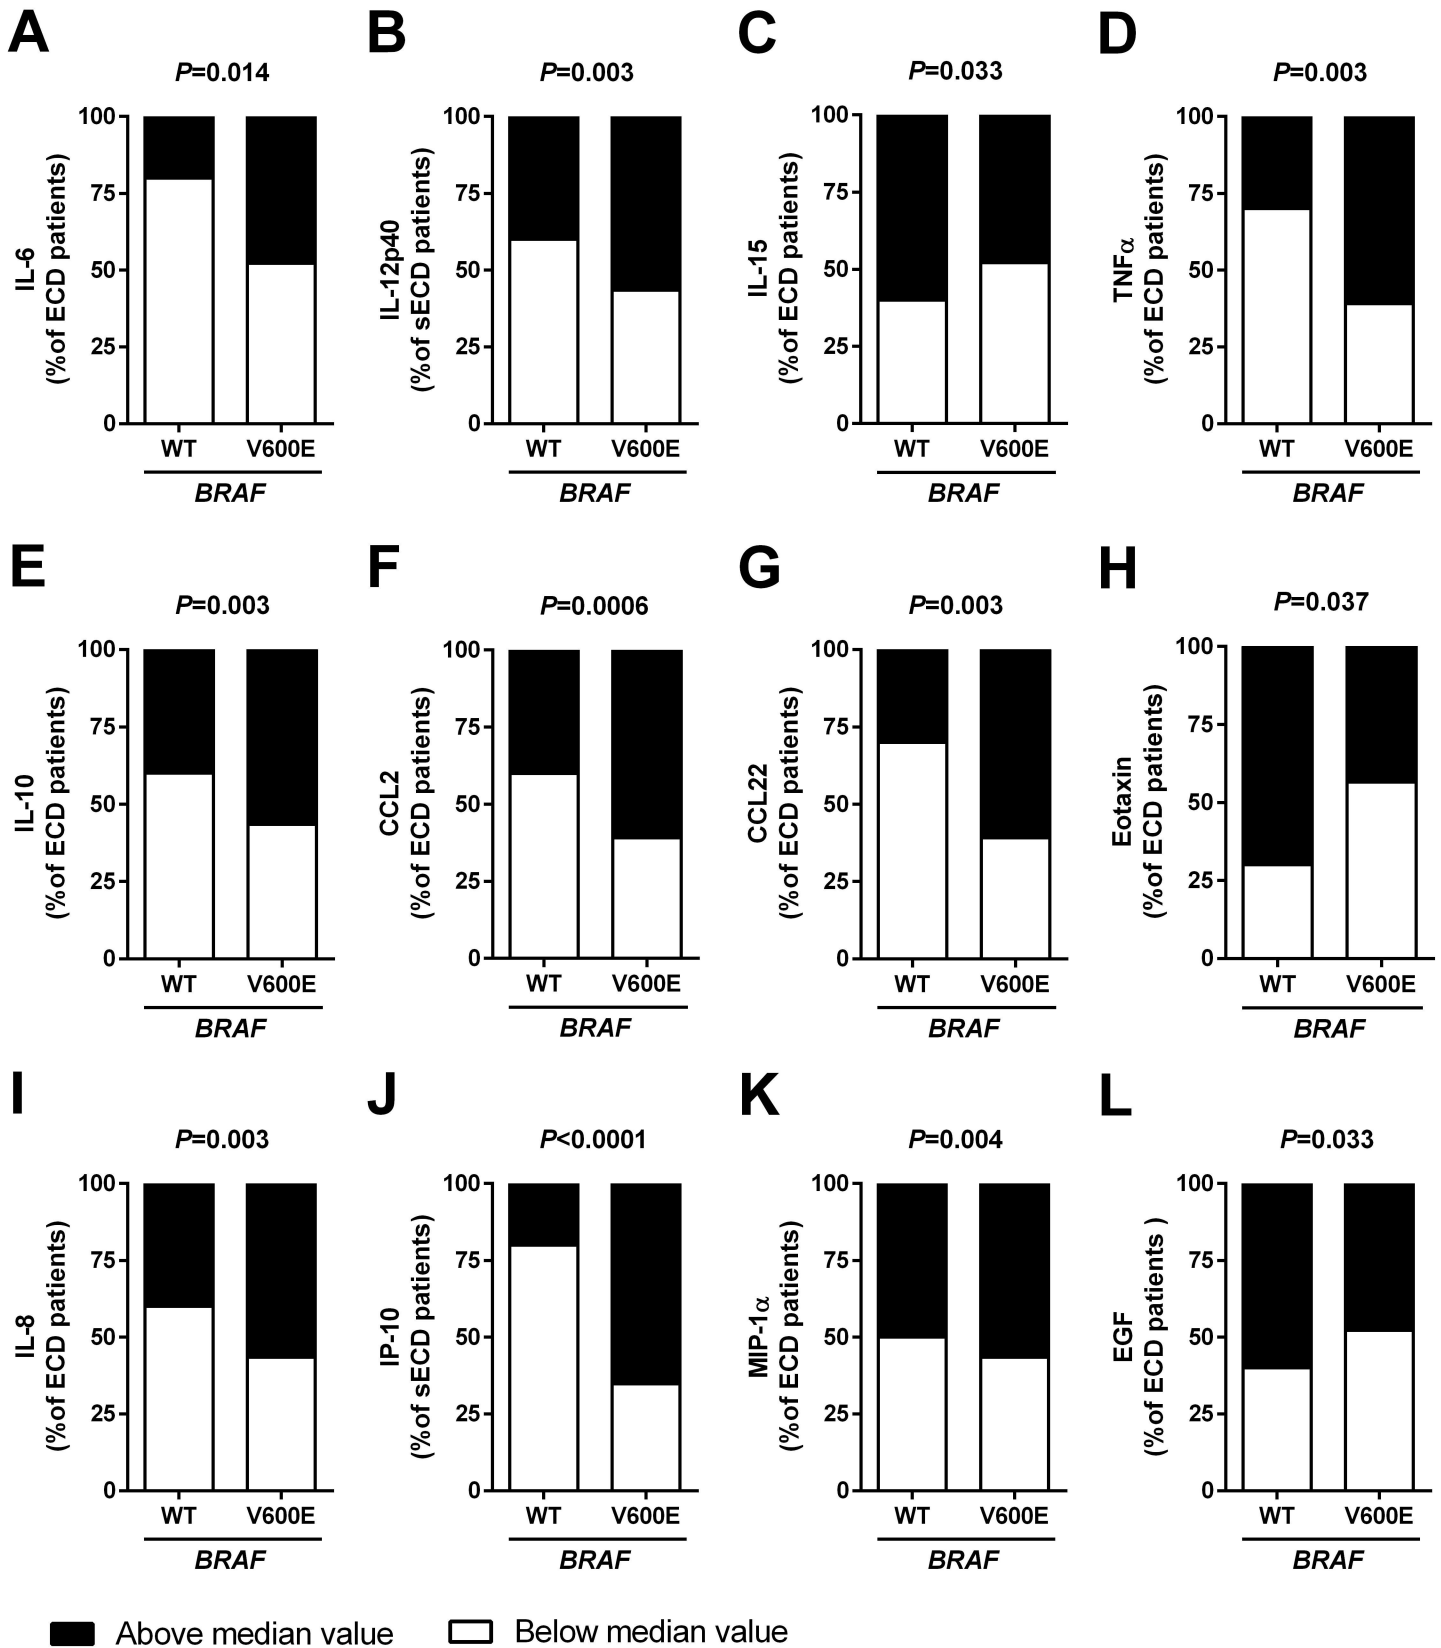 A
P=0.014
IL-6
(%of ECD patients)
100
75
50
25
0
WT V600E
BRAF
B
P=0.003
IL-12p40
(%of sECD patients)
100
75
50
25
0
WT V600E
BRAF
C
P=0.033
IL-15
(%of ECD patients)
100
75
50
25
0
WT V600E
BRAF
D
P=0.003
TNFα
(%of ECD patients)
100
75
50
25
0
WT V600E
BRAF
E
P=0.003
IL-10
(%of ECD patients)
100
75
50
25
0
WT V600E
BRAF
F
P=0.0006
CCL2
(%of ECD patients)
100
75
50
25
0
WT V600E
BRAF
G
P=0.003
CCL22
(%of ECD patients)
100
75
50
25
0
WT V600E
BRAF
H
P=0.037
Eotaxin
(%of ECD patients)
100
75
50
25
0
WT V600E
BRAF
I
P=0.003
IL-8
(%of ECD patients)
100
75
50
25
0
WT V600E
BRAF
J
P<0.0001
IP-10
(%of sECD patients)
100
75
50
25
0
WT V600E
BRAF
K
P=0.004
MIP-1α
(%of ECD patients)
100
75
50
25
0
WT V600E
BRAF
L
P=0.033
EGF
(%of ECD patients )
100
75
50
25
0
WT V600E
BRAF
Above median value
Below median value